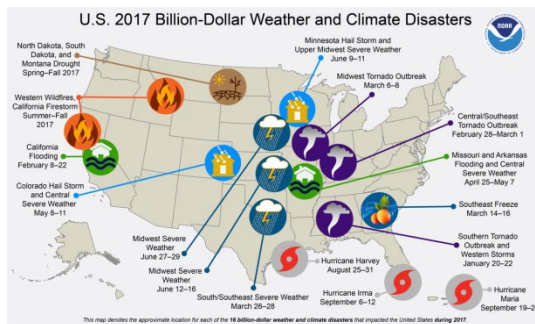 U.S. 2017 Billion-Dollar Weather and Climate Disasters
NOAA
North Dakota, South
Dakota, and
Montana Drought
Spring–Fall 2017
Minnesota Hail Storm and
Upper Midwest Severe Weather
June 9–11
Midwest Tornado Outbreak
March 6–8
Western Wildfires,
California Firestorm
Summer–Fall
2017
Central/Southeast
Tornado Outbreak
February 28–March 1
California
Flooding
February 8–22
Missouri and Arkansas
Flooding and Central
Severe Weather
April 25–May 7
Colorado Hail Storm
and Central
Severe Weather
May 8–11
Southeast Freeze
March 14–16
Midwest Severe
Weather
June 27–29
Southern Tornado
Outbreak and
Western Storms
January 20–22
Midwest Severe
Weather
June 12–16
Hurricane Harvey
August 25–31
South/Southeast Severe Weather
March 26–28
Hurricane Irma
September 6–12
Hurricane
Maria
September 19–2
This map denotes the approximate location for each of the 16 billion-dollar weather and climate disasters that impacted the United States during 2017.